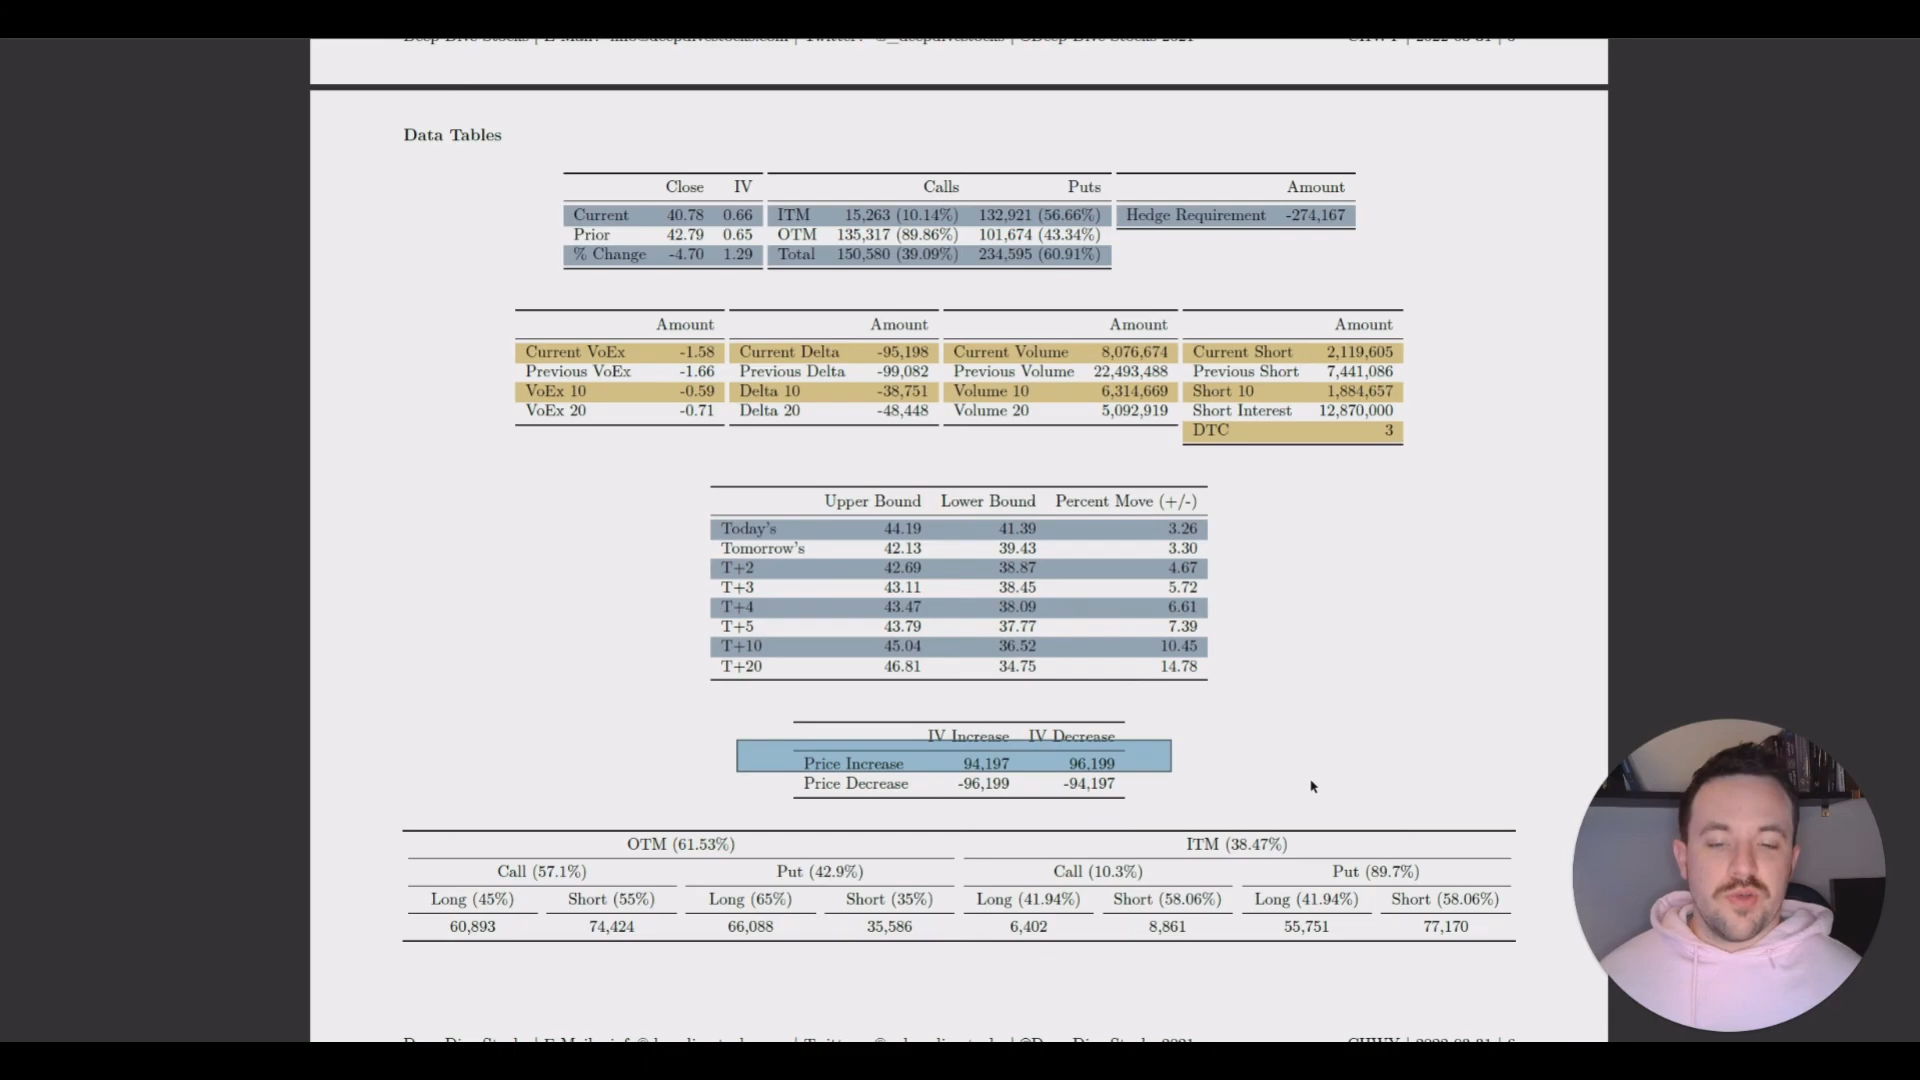 Data Tables
Close IV
Current 40.78 0.66
Prior 42.79 0.65
% Change -4.70 1.29
Calls Puts
ITM 15,263 (10.14%) 132,921 (56.66%)
OTM 135,317 (89.86%) 101,674 (43.34%)
Total 150,580 (39.09%) 234,595 (60.91%)
Amount
Hedge Requirement -274,167
Amount
Current VoEx -1.58
Previous VoEx -1.66
VoEx 10 -0.59
VoEx 20 -0.71
Amount
Current Delta -95,198
Previous Delta -99,082
Delta 10 -38,751
Delta 20 -48,448
Amount
Current Volume 8,076,674
Previous Volume 22,493,488
Volume 10 6,314,669
Volume 20 5,092,919
Amount
Current Short 2,119,605
Previous Short 7,441,086
Short 10 1,884,657
Short Interest 12,870,000
DTC 3
Upper Bound Lower Bound Percent Move (+/-)
Today's 44.19 41.39 3.26
Tomorrow's 42.13 39.43 3.30
T+2 42.69 38.87 4.67
T+3 43.11 38.45 5.72
T+4 43.47 38.09 6.61
T+5 43.79 37.77 7.39
T+10 45.04 36.52 10.45
T+20 46.81 34.75 14.78
IV Increase IV Decrease
Price Increase 94,197 96,199
Price Decrease -96,199 -94,197
OTM (61.53%) ITM (38.47%)
Call (57.1%) Put (42.9%) Call (10.3%) Put (89.7%)
Long (45%) Short (55%) Long (65%) Short (35%) Long (41.94%) Short (58.06%) Long (41.94%) Short (58.06%)
60,893 74,424 66,088 35,586 6,402 8,861 55,751 77,170